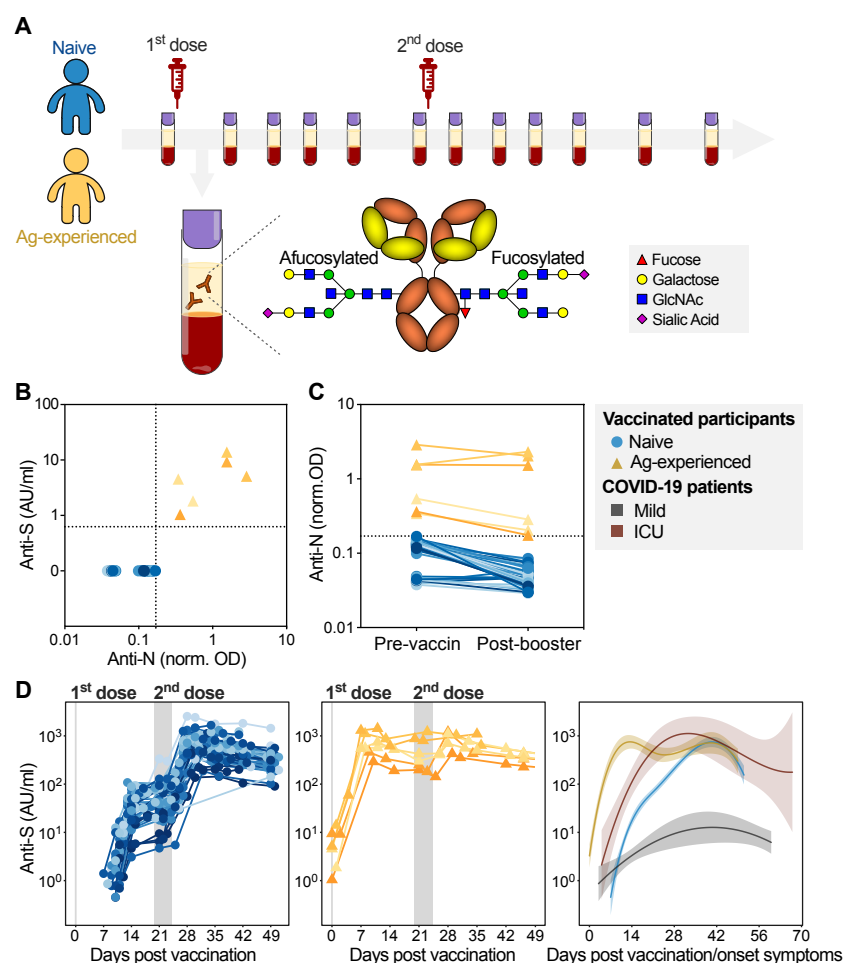 A
Naive
1st dose
2nd dose
Ag-experienced
Afucosylated
Fucosylated
Fucose
Galactose
GlcNAc
Sialic Acid
B
Anti-S (AU/ml)
100
10
1
0
0.01
0.1
1
10
Anti-N (norm. OD)
C
Anti-N (norm.OD)
10
1
0.1
0.01
Pre-vaccin
Post-booster
Vaccinated participants
Naive
Ag-experienced
COVID-19 patients
Mild
ICU
D
1st dose
2nd dose
Anti-S (AU/ml)
10³
10²
10¹
10⁰
0 7 14 21 28 35 42 49
Days post vaccination
1st dose
2nd dose
10³
10²
10¹
10⁰
0 7 14 21 28 35 42 49
Days post vaccination
10³
10²
10¹
10⁰
0 14 28 42 56 70
Days post vaccination/onset symptoms